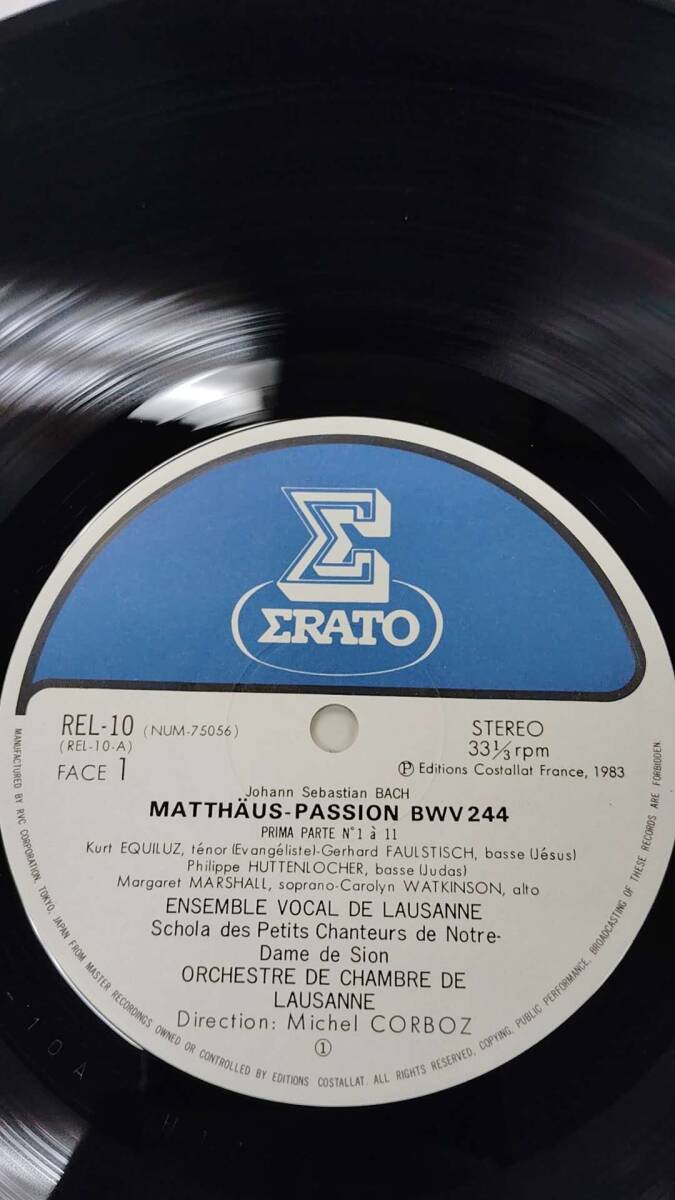 Σ
ΣRATO
REL-10 (NUM-75056)
(REL-10-A)
FACE 1
STEREO
33⅓rpm
Ⓟ Editions Costallat France, 1983
Johann Sebastian BACH
MATTHÄUS-PASSION BWV 244
PRIMA PARTE N°1 à 11
Kurt EQUILUZ, ténor (Evangéliste)-Gerhard FAULSTISCH, basse (Jésus)
Philippe HUTTENLOCHER, basse (Judas)
Margaret MARSHALL, soprano-Carolyn WATKINSON, alto
ENSEMBLE VOCAL DE LAUSANNE
Schola des Petits Chanteurs de Notre-
Dame de Sion
ORCHESTRE DE CHAMBRE DE
LAUSANNE
Direction: Michel CORBOZ
①
MANUFACTURED BY RVC CORPORATION, TOKYO, JAPAN FROM MASTER RECORDINGS OWNED OR CONTROLLED BY EDITIONS COSTALLAT. ALL RIGHTS RESERVED, COPYING, PUBLIC PERFORMANCE, BROADCASTING OF THESE RECORDS ARE FORBIDDEN.